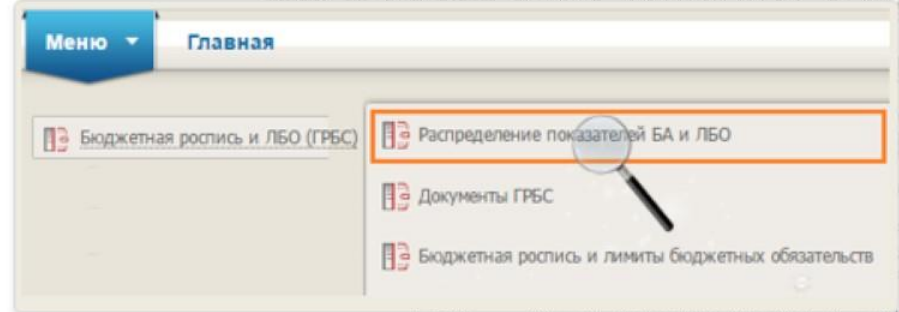 Меню Главная
Бюджетная роспись и ЛБО (ГРБС)
Распределение показателей БА и ЛБО
Документы ГРБС
Бюджетная роспись и лимиты бюджетных обязательств